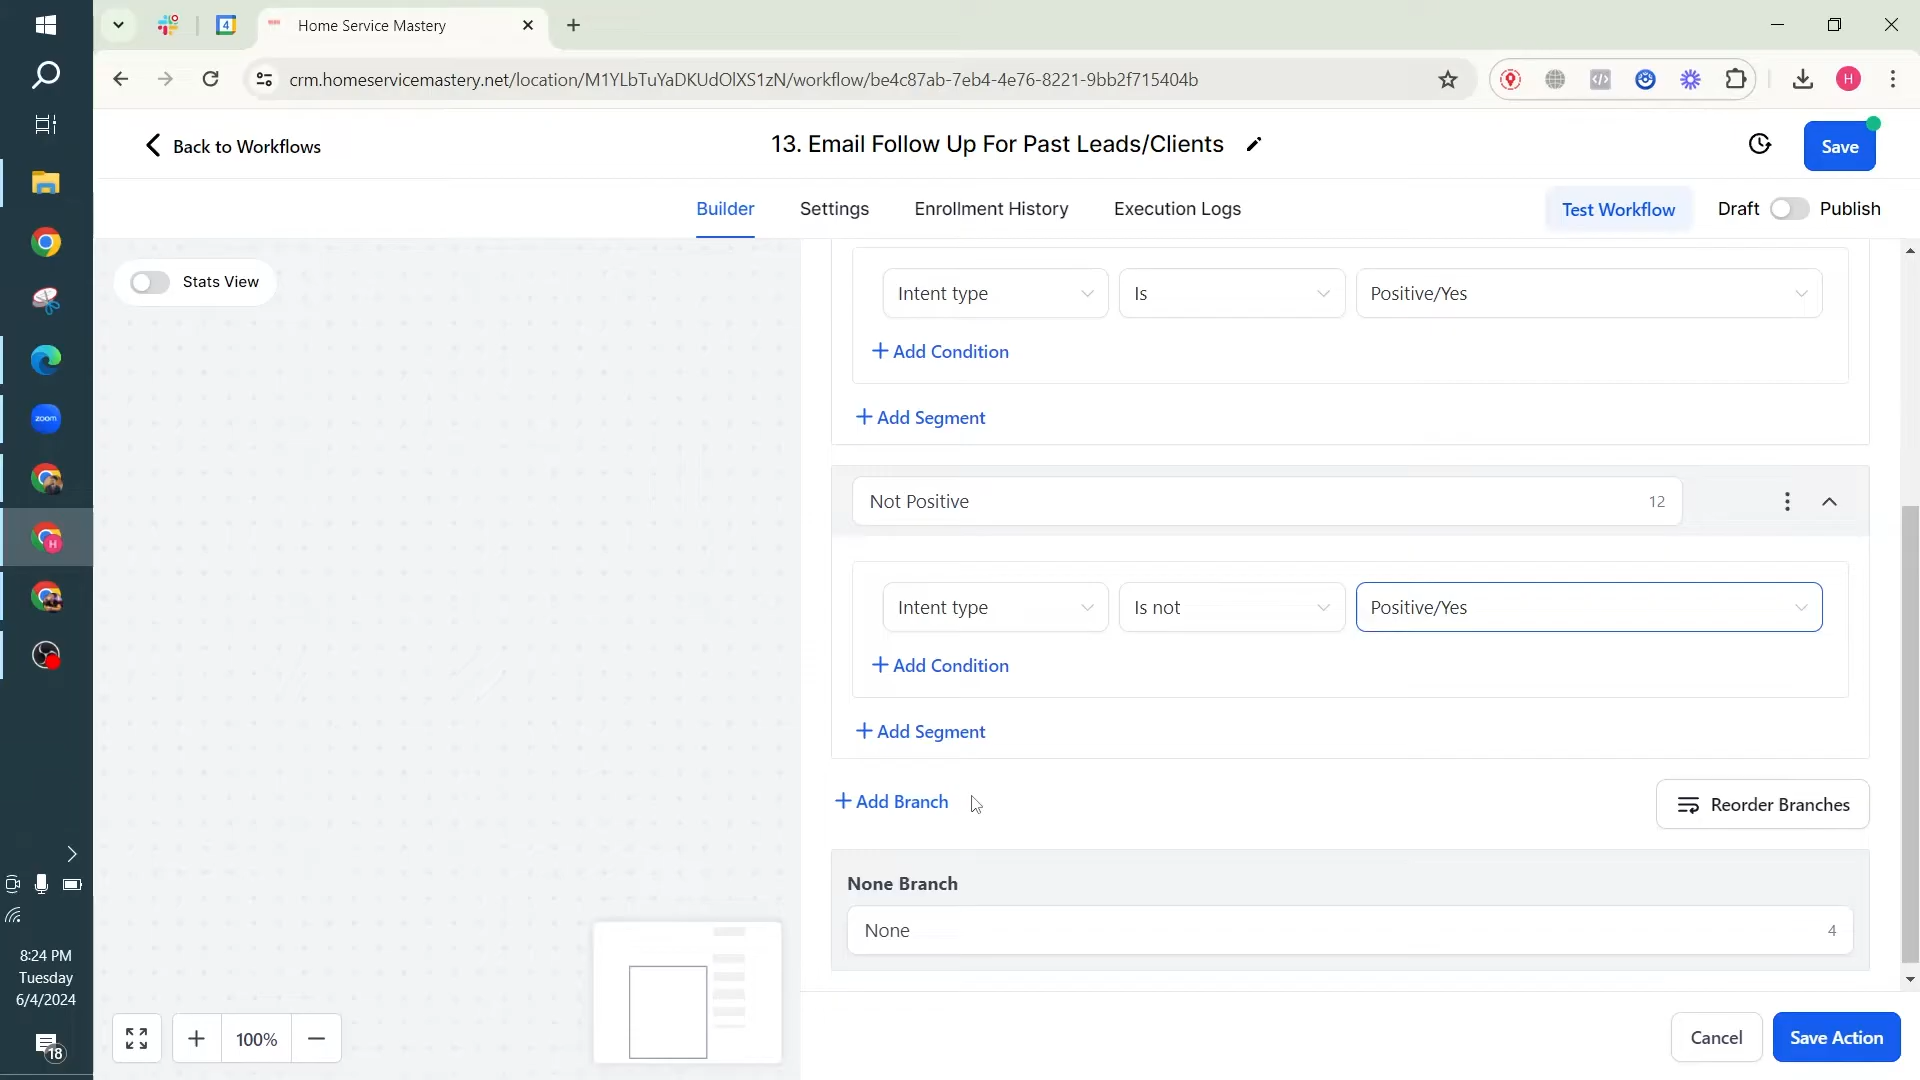 4
Home Service Mastery
crm.homeservicemastery.net/location/M1YLbTuYaDKUdOlXS1zN/workflow/be4c87ab-7eb4-4e76-8221-9bb2f715404b
H
Back to Workflows
13. Email Follow Up For Past Leads/Clients
Save
Builder
Settings
Enrollment History
Execution Logs
Test Workflow
Draft
Publish
Stats View
Intent type
Is
Positive/Yes
+ Add Condition
+ Add Segment
Not Positive
12
Intent type
Is not
Positive/Yes
+ Add Condition
+ Add Segment
+ Add Branch
Reorder Branches
None Branch
None
4
100%
Cancel
Save Action
zoom
H
8:24 PM
Tuesday
6/4/2024
18